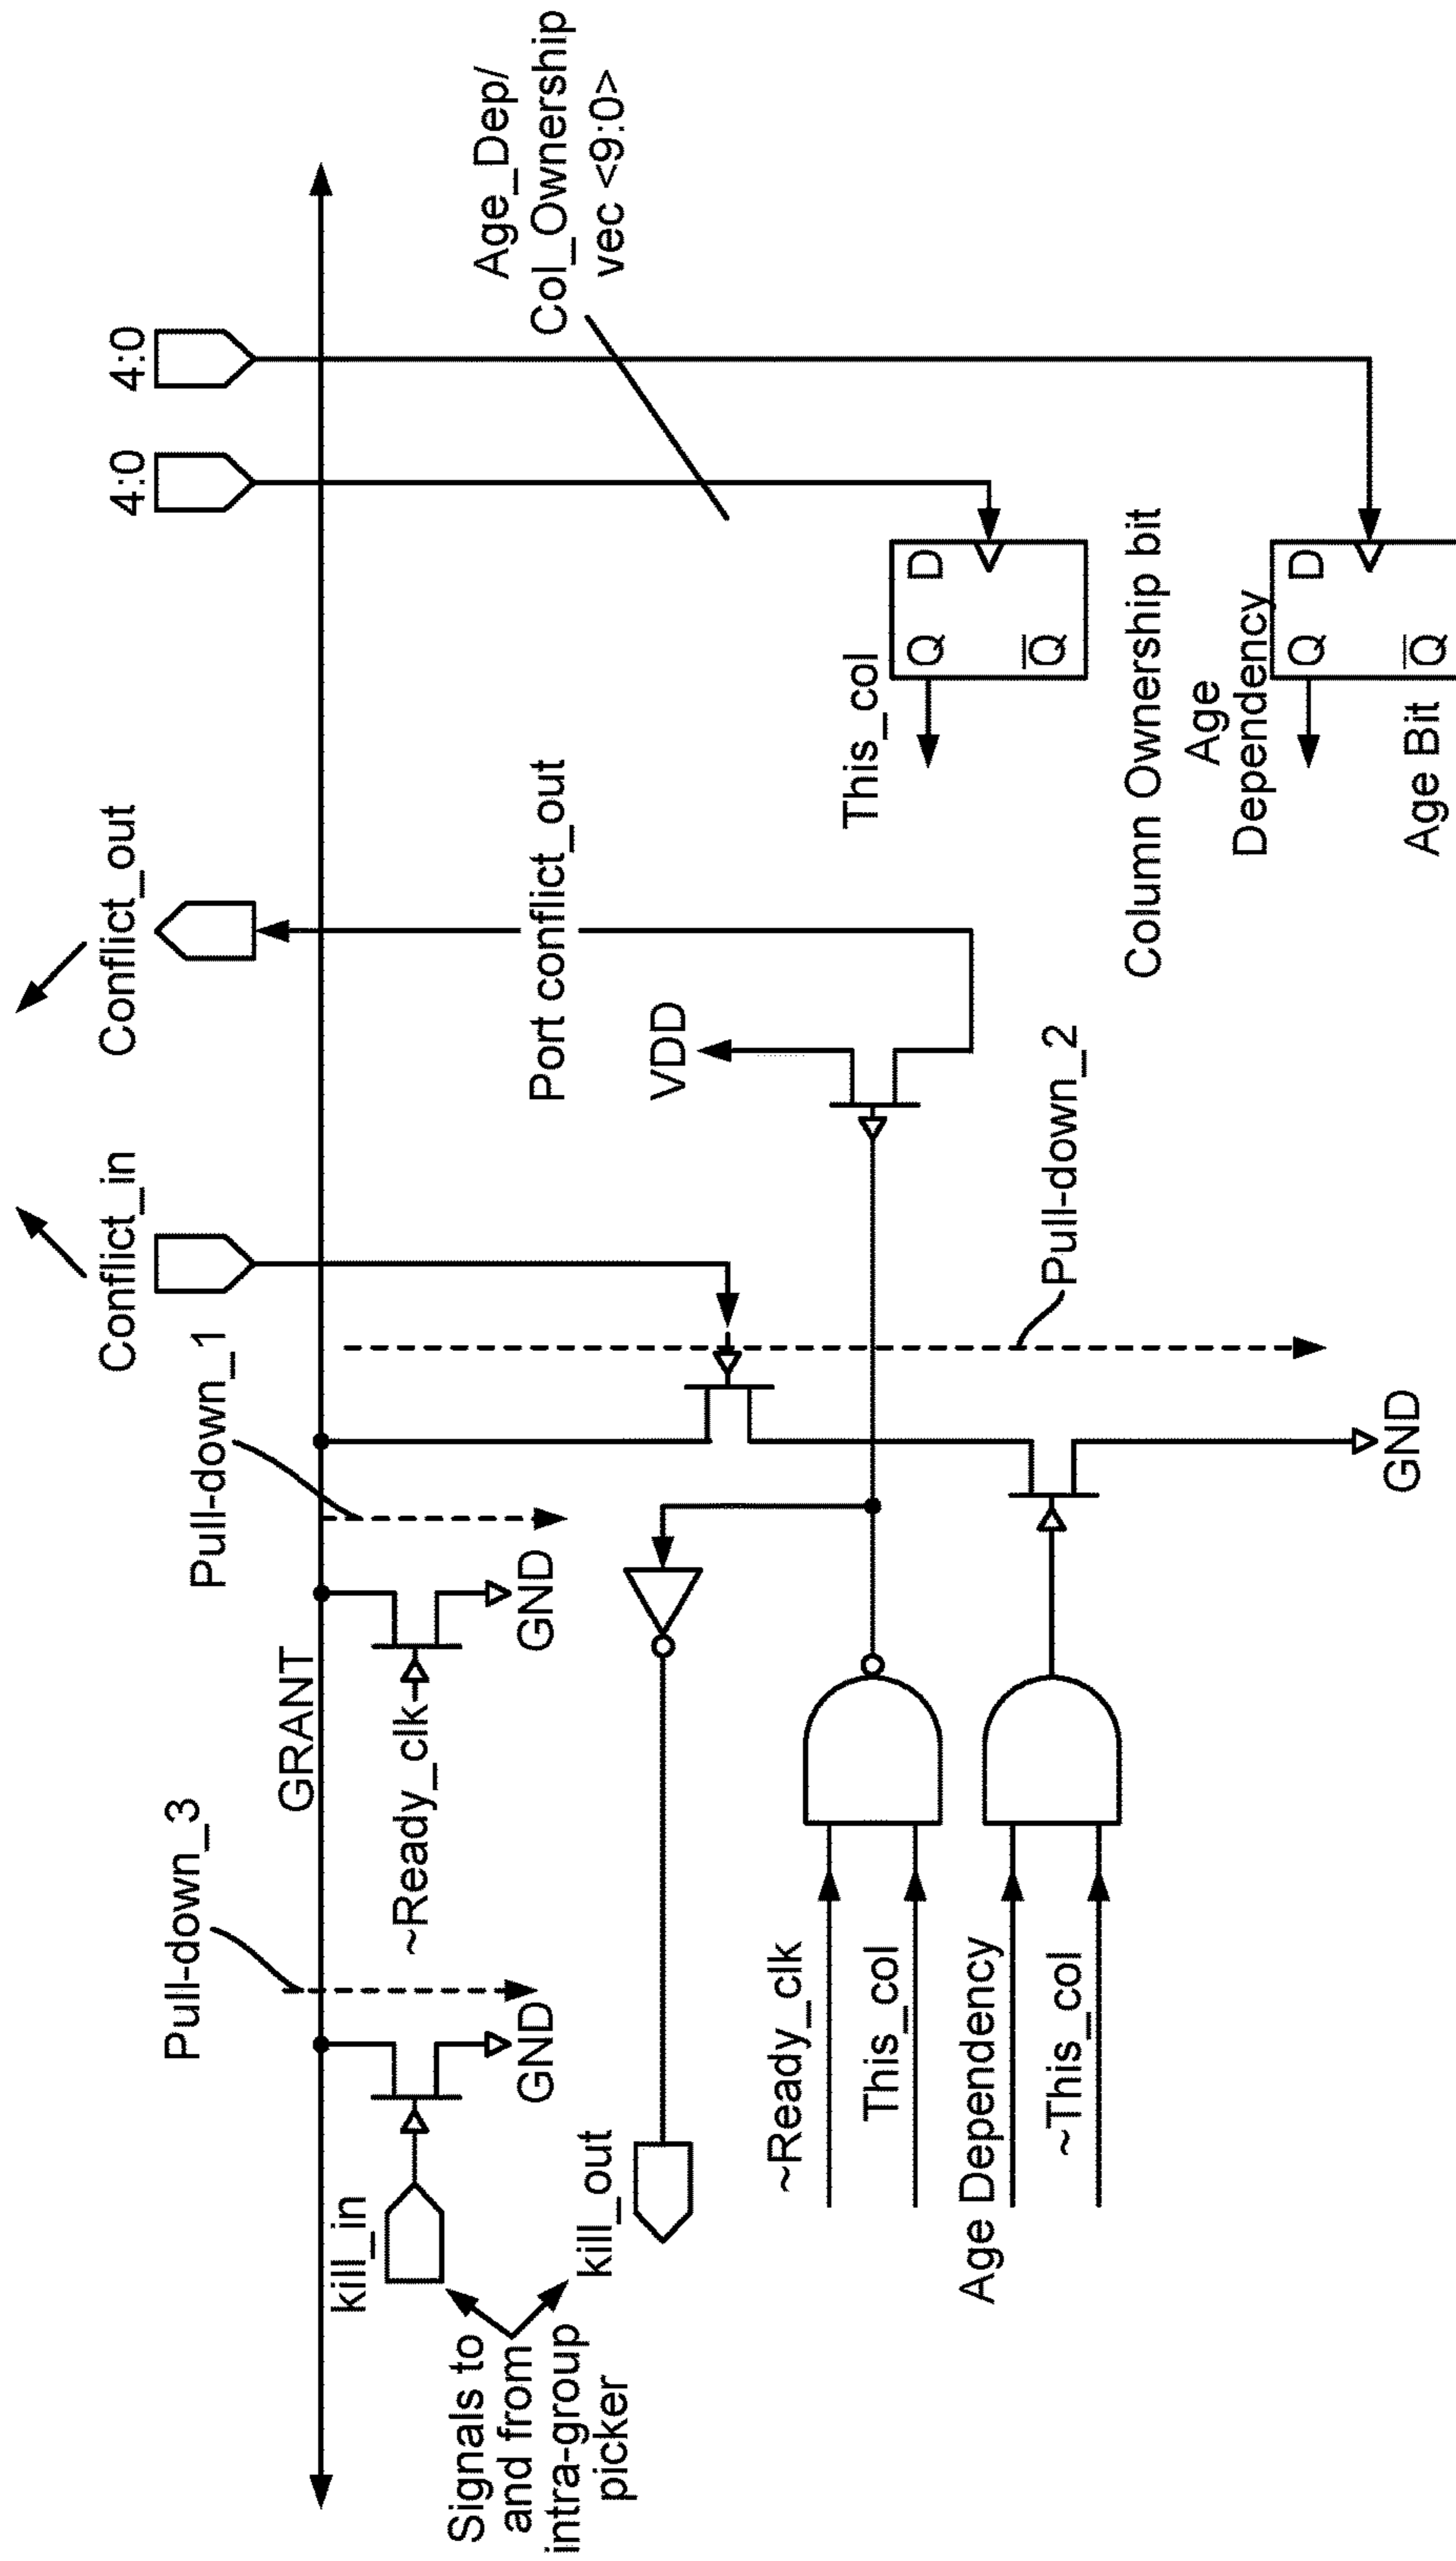 Signals to
and from
intra-group
picker
kill_in
kill_out
Pull-down_3
GND
GRANT
~Ready_clk
GND
Pull-down_1
Conflict_in
Conflict_out
4:0
4:0
Age_Dep/
Col_Ownership
vec <9:0>
Port conflict_out
VDD
Pull-down_2
GND
~Ready_clk
This_col
Age Dependency
~This_col
This_col
Q
D
Q
Column Ownership bit
Age
Dependency
Q
D
Q
Age Bit